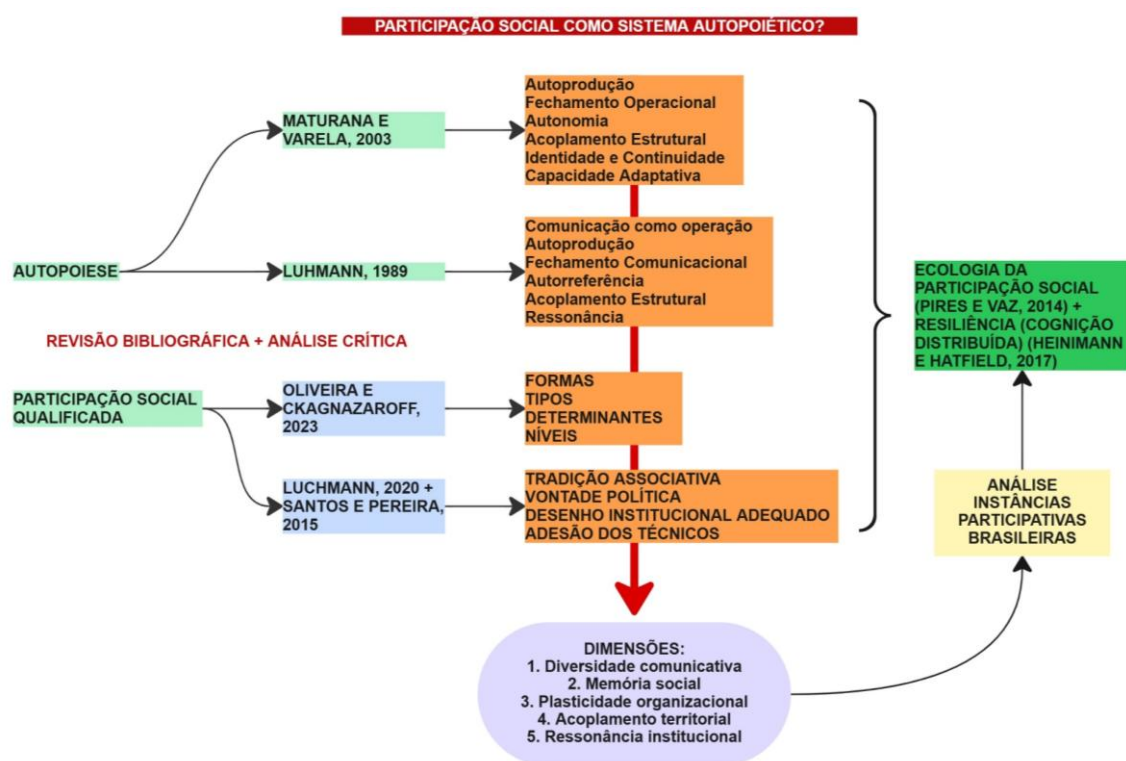 PARTICIPAÇÃO SOCIAL COMO SISTEMA AUTOPOIÉTICO?
AUTOPOIESE
MATURANA E
VARELA, 2003
Autoprodução
Fechamento Operacional
Autonomia
Acoplamento Estrutural
Identidade e Continuidade
Capacidade Adaptativa
LUHMANN, 1989
Comunicação como operação
Autoprodução
Fechamento Comunicacional
Autorreferência
Acoplamento Estrutural
Ressonância
REVISÃO BIBLIOGRÁFICA + ANÁLISE CRÍTICA
PARTICIPAÇÃO SOCIAL
QUALIFICADA
OLIVEIRA E
CKAGNAZAROFF,
2023
FORMAS
TIPOS
DETERMINANTES
NÍVEIS
LUCHMANN, 2020 +
SANTOS E PEREIRA,
2015
TRADIÇÃO ASSOCIATIVA
VONTADE POLÍTICA
DESENHO INSTITUCIONAL ADEQUADO
ADESÃO DOS TÉCNICOS
DIMENSÕES:
1. Diversidade comunicativa
2. Memória social
3. Plasticidade organizacional
4. Acoplamento territorial
5. Ressonância institucional
ANÁLISE
INSTÂNCIAS
PARTICIPATIVAS
BRASILEIRAS
ECOLOGIA DA
PARTICIPAÇÃO SOCIAL
(PIRES E VAZ, 2014) +
RESILIÊNCIA (COGNIÇÃO
DISTRIBUÍDA) (HEINIMANN
E HATFIELD, 2017)